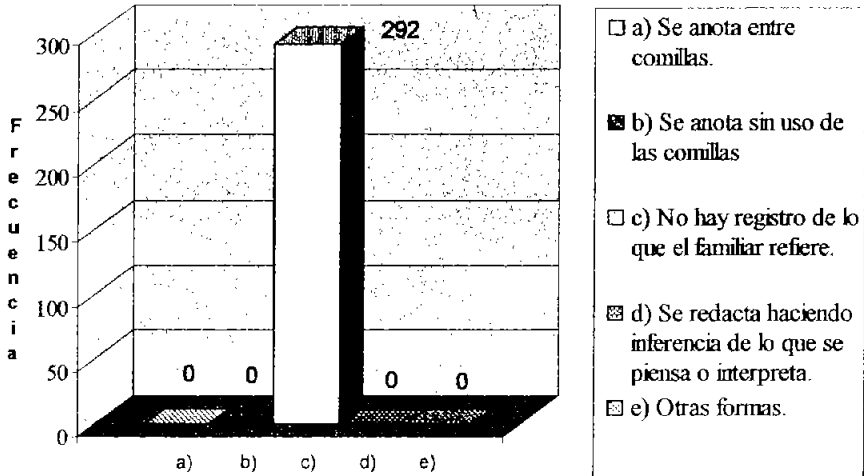 Frecuencia
300
250
200
150
100
50
0
292
0
0
0
0
a)
b)
c)
d)
e)
a) Se anota entre
comillas.
b) Se anota sin uso de
las comillas
c) No hay registro de lo
que el familiar refiere.
d) Se redacta haciendo
inferencia de lo que se
piensa o interpreta.
e) Otras formas.